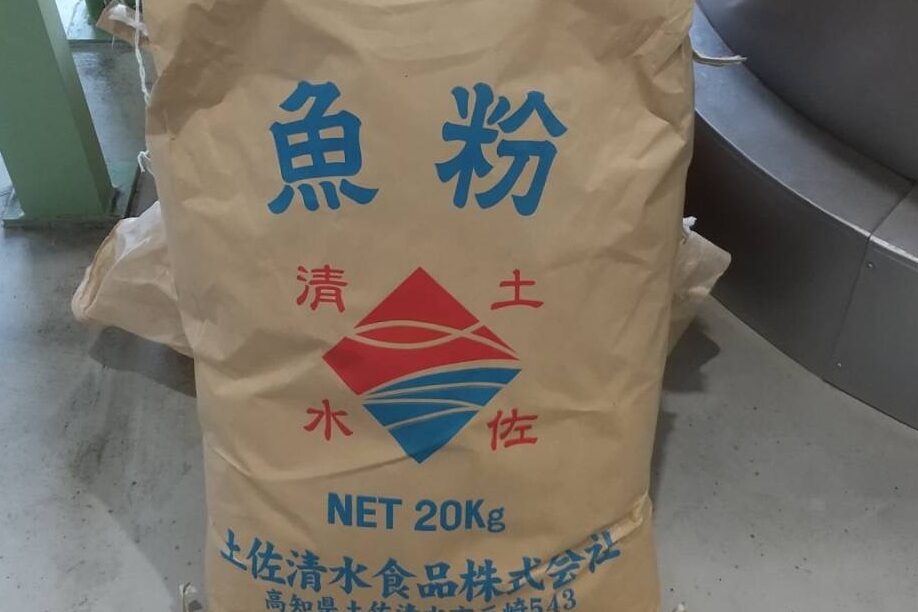 魚粉
土佐
清水
NET 20Kg
土佐清水食品株式会社
高知県土佐清水市三崎543